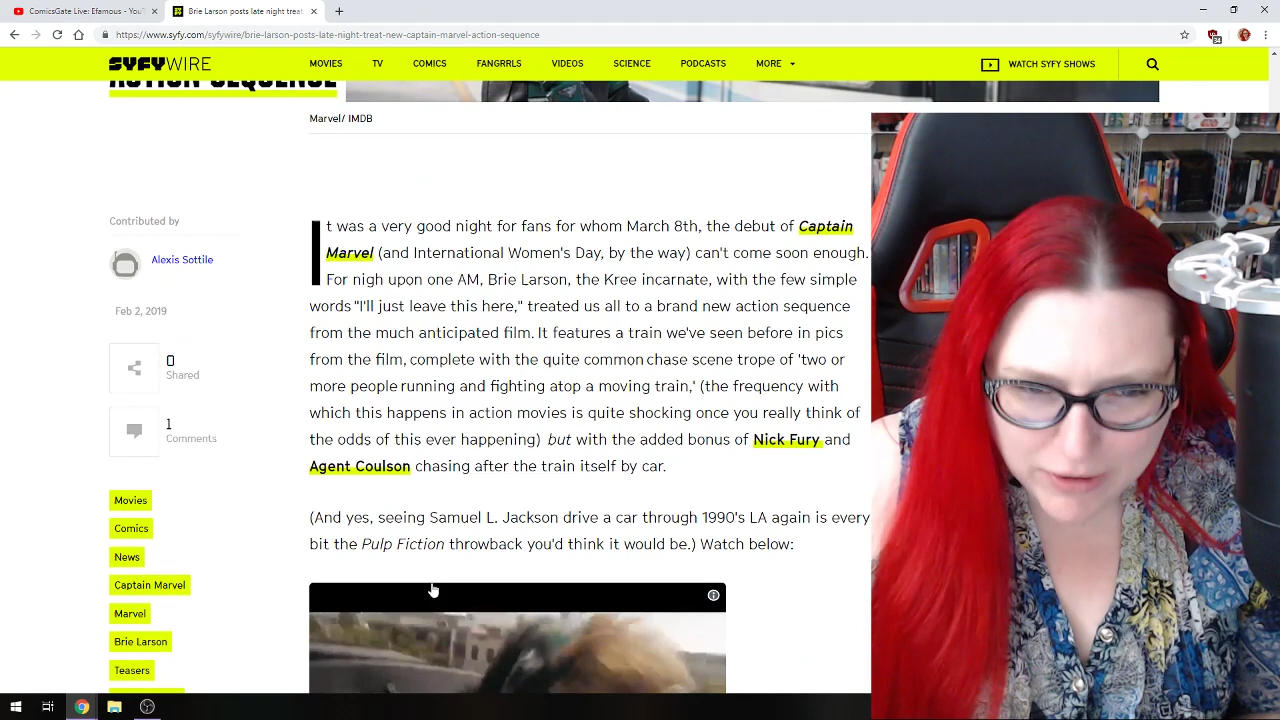 ComicsGate Live: Efamous - You
Brie Larson posts late night treat
https://www.syfy.com/syfywire/brie-larson-posts-late-night-treat-new-captain-marvel-action-sequence
SYFYWIRE MOVIES TV COMICS FANGRRLS VIDEOS SCIENCE PODCASTS MORE WATCH SYFY SHOWS
ACTION SEQUENCE
Marvel/ IMDB
Contributed by
Alexis Sottile
Feb 2, 2019
0
Shared
1
Comments
Movies
Comics
News
Captain Marvel
Marvel
Brie Larson
Teasers
It was a very good night for fans for whom March 8th, the debut of Captain
Marvel (and International Women's Day, by the way) can't come soon enough.
For nigh upon one AM, Brie Larson, the Kree incarnate, with the few simple
words "I'll just leave this here," treated us all to a brand new action sequence
from the much anticipated film. It features a train we've seen before in pics
from the film, complete with the quite common chase scene trope of 'two or
more people running and fighting atop a moving train,' (the frequency with
which this happens in action movies is quite shocking once you really think of
the odds of this ever happening) but with the added bonus of Nick Fury and
Agent Coulson chasing after the train itself by car.
(And yes, seeing Samuel L. Jackson drive a car through 1990's LA again is every
bit the Pulp Fiction throwback you'd think it would be.) Watch below: